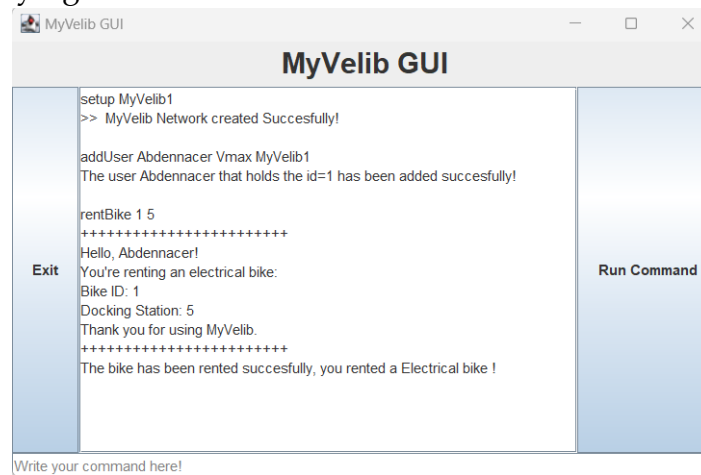 MyVelib GUI
MyVelib GUI
setup MyVelib1
>> MyVelib Network created Succesfully!
addUser Abdennacer Vmax MyVelib1
The user Abdennacer that holds the id=1 has been added succesfully!
rentBike 1 5
++++++++++++++++++++++++
Hello, Abdennacer!
Exit
You're renting an electrical bike:
Run Command
Bike ID: 1
Docking Station: 5
Thank you for using MyVelib.
++++++++++++++++++++++++
The bike has been rented succesfully, you rented a Electrical bike !
Write your command here!